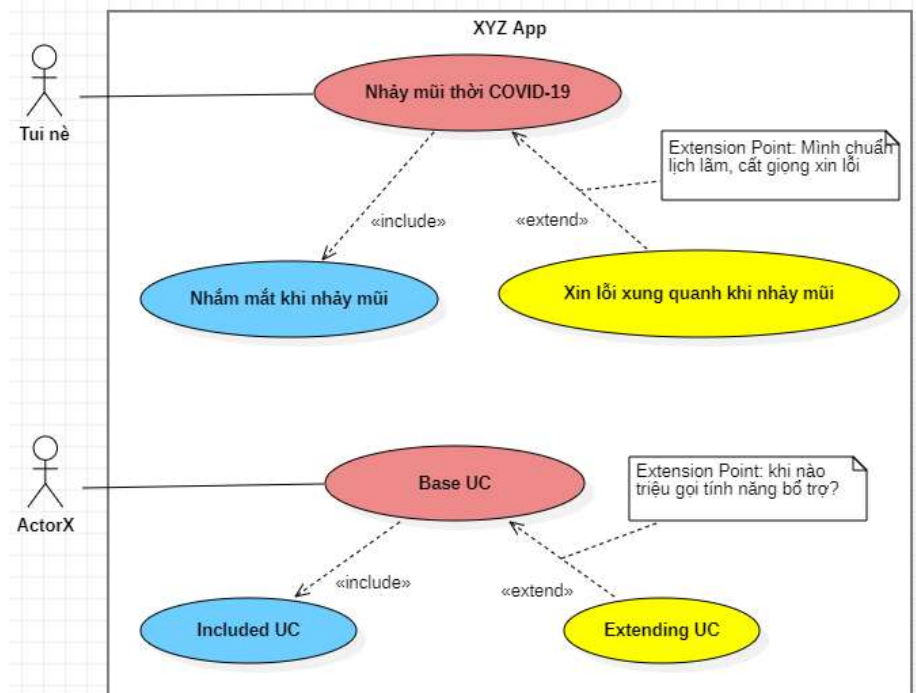 XYZ App
Tui nè
Nhảy mũi thời COVID-19
Extension Point: Mình chuẩn
lịch lãm, cất giọng xin lỗi
«include»
«extend»
Nhắm mắt khi nhảy mũi
Xin lỗi xung quanh khi nhảy mũi
ActorX
Base UC
Extension Point: khi nào
triệu gọi tính năng bổ trợ?
«include»
«extend»
Included UC
Extending UC